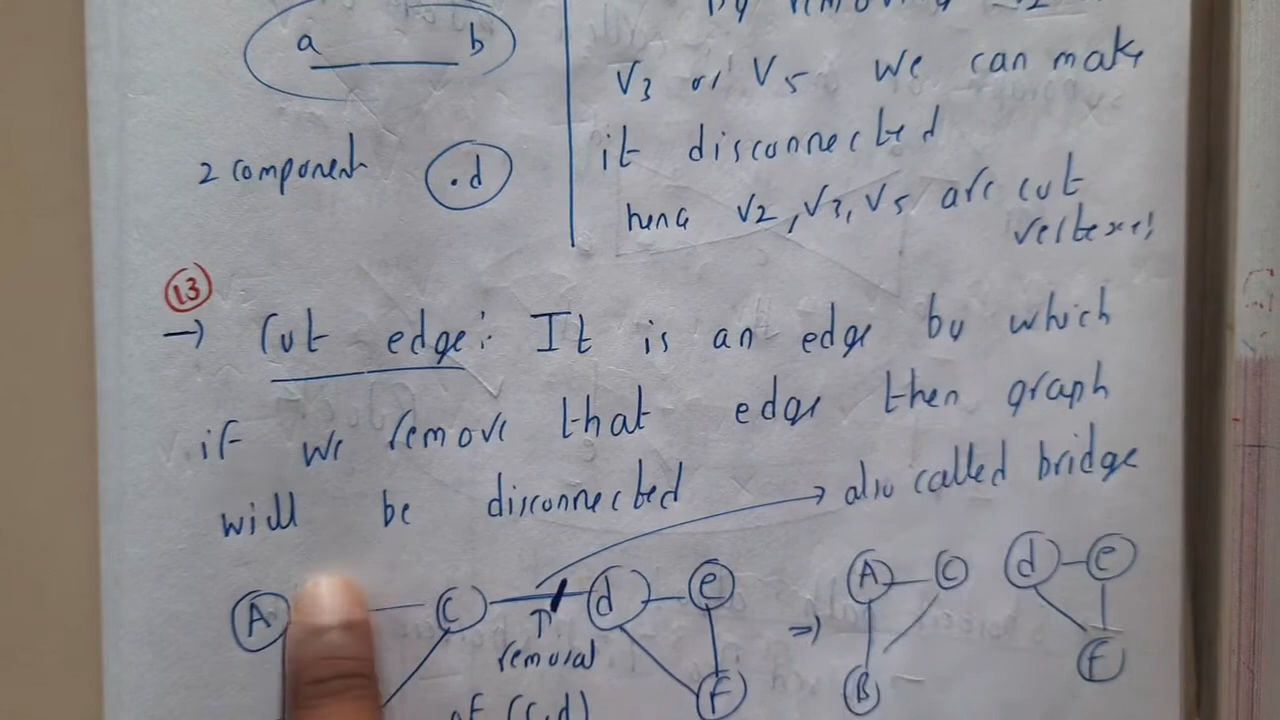 a b
2 component .d
V3 or V5 we can make
it disconnected
V2, V3, V5 are cut
13
→ Cut edge: It is an edge by which
if we remove that edge then graph
will be disconnected → also called bridge
A C d e ⇒ A C d e
removal F B F
of (c,d)